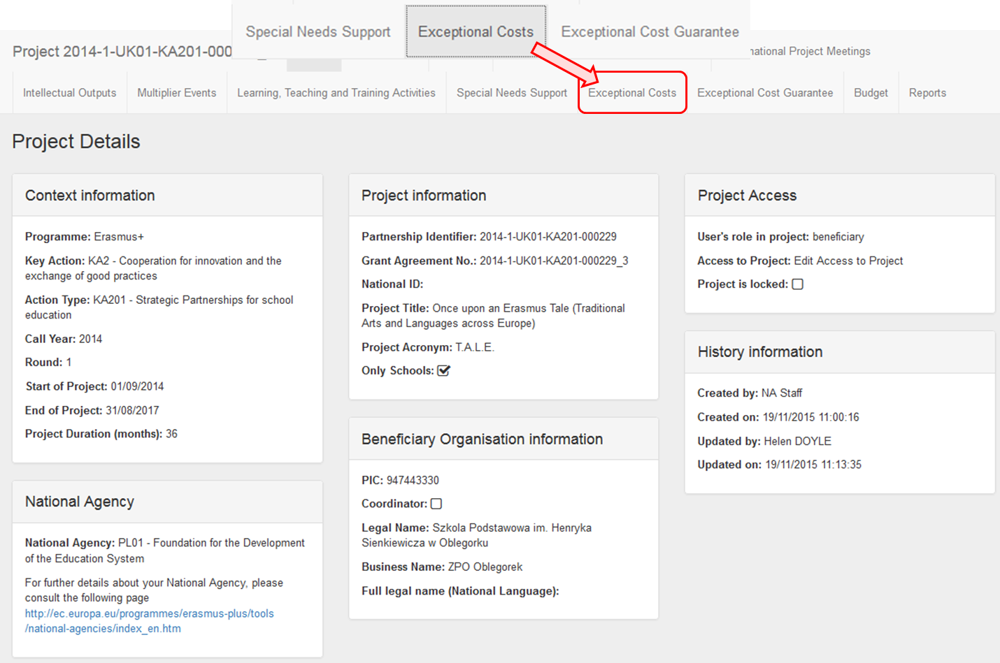 Special Needs Support Exceptional Costs Exceptional Cost Guarantee
Project 2014-1-UK01-KA201-000 Project Meetings
Intellectual Outputs Multiplier Events Learning, Teaching and Training Activities Special Needs Support Exceptional Costs Exceptional Cost Guarantee Budget Reports
Project Details
Context information
Programme: Erasmus+
Key Action: KA2 - Cooperation for innovation and the
exchange of good practices
Action Type: KA201 - Strategic Partnerships for school
education
Call Year: 2014
Round: 1
Start of Project: 01/09/2014
End of Project: 31/08/2017
Project Duration (months): 36
National Agency
National Agency: PL01 - Foundation for the Development
of the Education System
For further details about your National Agency, please
consult the following page
http://ec.europa.eu/programmes/erasmus-plus/tools
/national-agencies/index_en.htm
Project information
Partnership Identifier: 2014-1-UK01-KA201-000229
Grant Agreement No.: 2014-1-UK01-KA201-000229_3
National ID:
Project Title: Once upon an Erasmus Tale (Traditional
Arts and Languages across Europe)
Project Acronym: T.A.L.E.
Only Schools:
Beneficiary Organisation information
PIC: 947443330
Coordinator:
Legal Name: Szkola Podstawowa im. Henryka
Sienkiewicza w Oblegorku
Business Name: ZPO Oblegorek
Full legal name (National Language):
Project Access
User's role in project: beneficiary
Access to Project: Edit Access to Project
Project is locked:
History information
Created by: NA Staff
Created on: 19/11/2015 11:00:16
Updated by: Helen DOYLE
Updated on: 19/11/2015 11:13:35